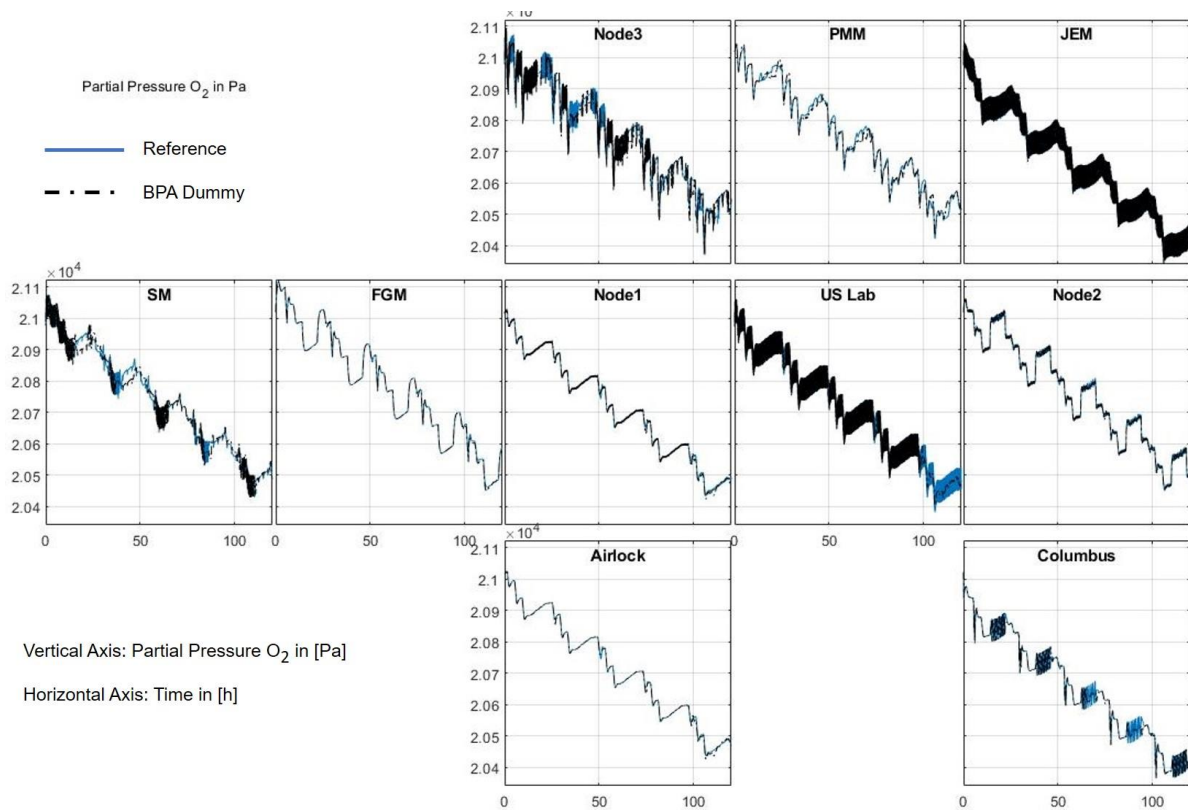 × 10
Node3 PMM JEM
Partial Pressure O2 in Pa
Reference
BPA Dummy
2.11
2.1
2.09
2.08
2.07
2.06
2.05
2.04
× 10^4
SM FGM Node1 US Lab Node2
2.11
2.1
2.09
2.08
2.07
2.06
2.05
2.04
0 50 100 50 100 50 100 50 100
× 10^4
Airlock Columbus
2.11
2.1
2.09
2.08
2.07
2.06
2.05
2.04
Vertical Axis: Partial Pressure O2 in [Pa]
Horizontal Axis: Time in [h]
0 50 100 0 50 100